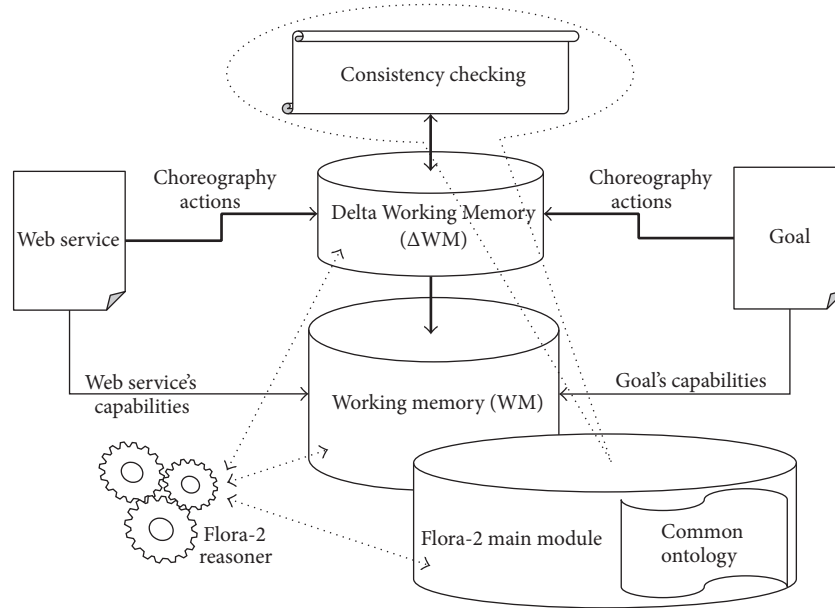 Consistency checking
Choreography
actions
Choreography
actions
Delta Working Memory
(ΔWM)
Web service
Goal
Web service's
capabilities
Goal's capabilities
Working memory (WM)
Flora-2
reasoner
Flora-2 main module
Common
ontology